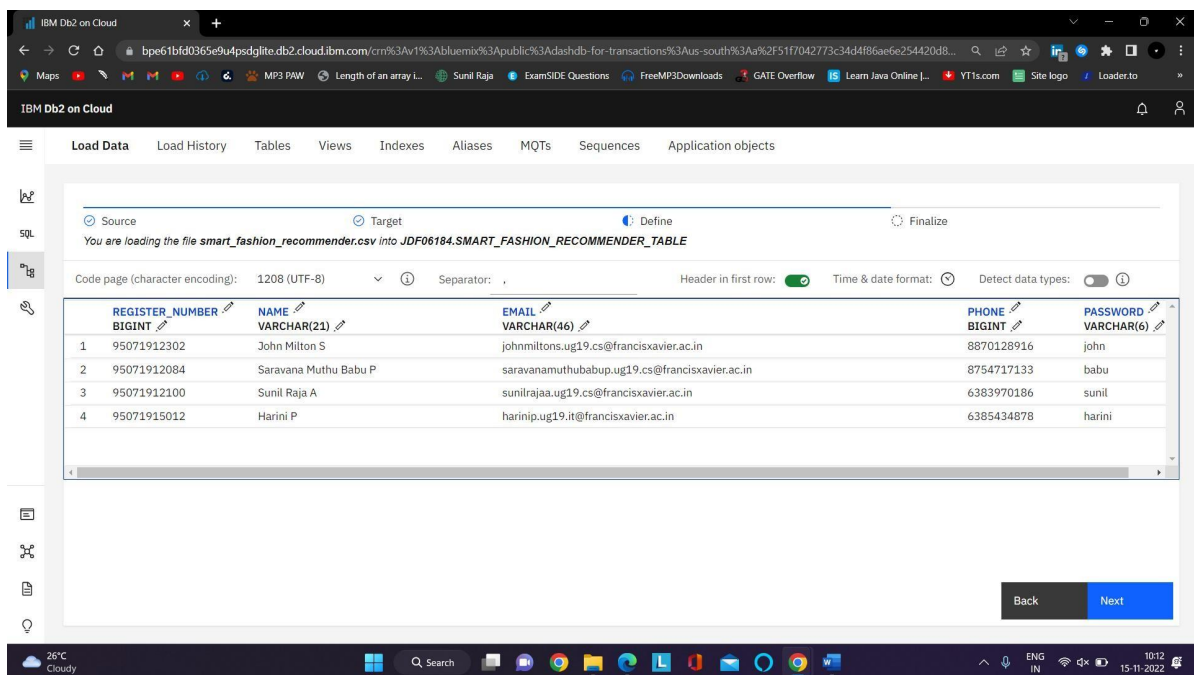 IBM Db2 on Cloud
bpe61bfd0365e9u4psdglite.db2.cloud.ibm.com/crn%3Av1%3Abluemix%3Apublic%3Adashdb-for-transactions%3Aus-south%3Aa%2F51f7042773c34d4f86ae6e254420d8...
Maps MP3 PAW Length of an array i... Sunil Raja ExamSIDE Questions FreeMP3Downloads GATE Overflow Learn Java Online |... YT1s.com Site logo Loader.to »
IBM Db2 on Cloud
Load Data Load History Tables Views Indexes Aliases MQTs Sequences Application objects
Source Target Define Finalize
SQL
You are loading the file smart_fashion_recommender.csv into JDF06184.SMART_FASHION_RECOMMENDER_TABLE
Code page (character encoding): 1208 (UTF-8) Separator: , Header in first row: Time & date format: Detect data types:
REGISTER_NUMBER NAME EMAIL PHONE PASSWORD
BIGINT VARCHAR(21) VARCHAR(46) BIGINT VARCHAR(6)
1 95071912302 John Milton S johnmiltons.ug19.cs@francisxavier.ac.in 8870128916 john
2 95071912084 Saravana Muthu Babu P saravanamuthubabup.ug19.cs@francisxavier.ac.in 8754717133 babu
3 95071912100 Sunil Raja A sunilrajaa.ug19.cs@francisxavier.ac.in 6383970186 sunil
4 95071915012 Harini P harinip.ug19.it@francisxavier.ac.in 6385434878 harini
Back Next
26°C
Cloudy
Search
ENG
IN
10:12
15-11-2022